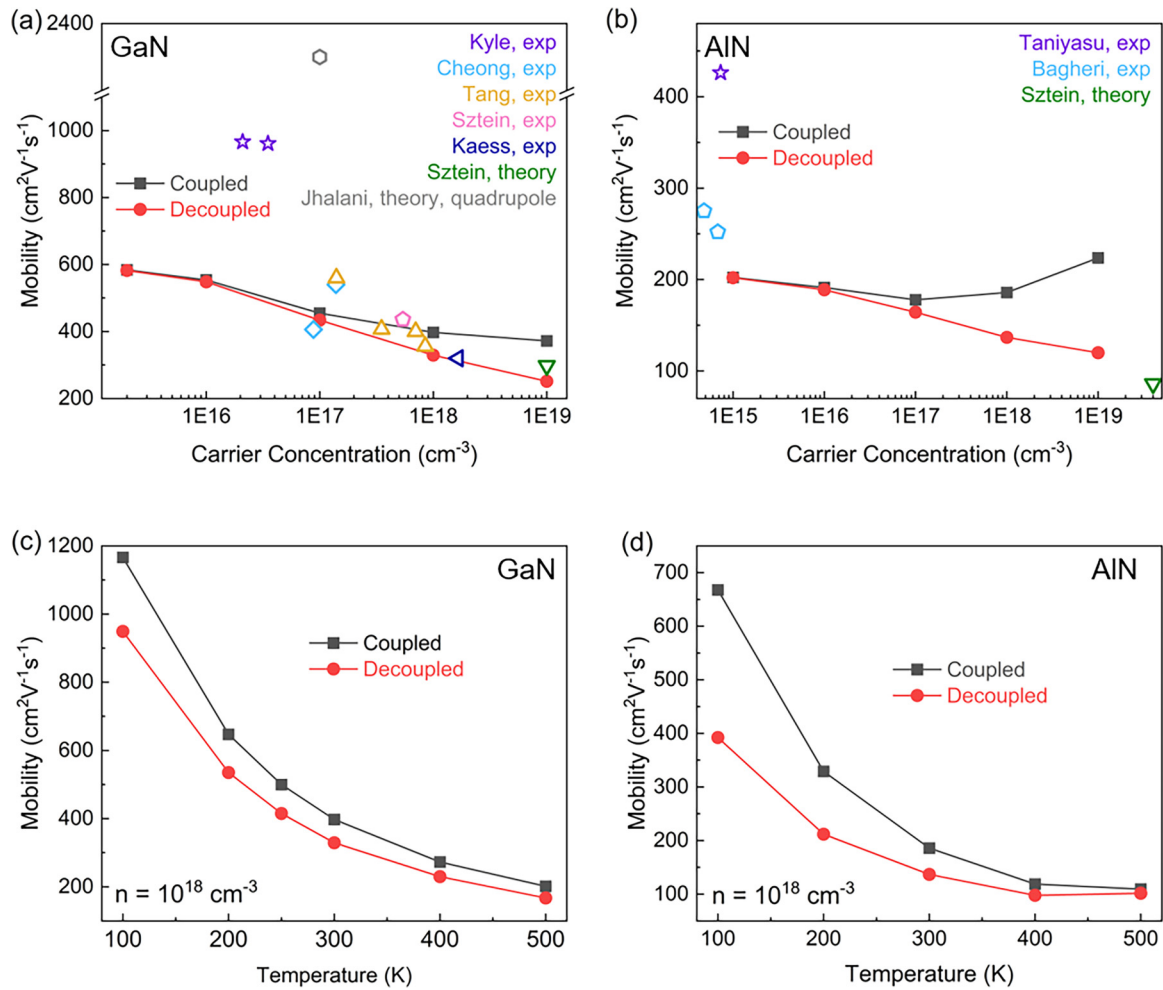 (a)
GaN
2400
1000
800
600
400
200
Mobility (cm²V⁻¹s⁻¹)
Kyle, exp
Cheong, exp
Tang, exp
Sztein, exp
Kaess, exp
Sztein, theory
Jhalani, theory, quadrupole
Coupled
Decoupled
1E16 1E17 1E18 1E19
Carrier Concentration (cm⁻³)
(b)
AlN
400
300
200
100
Mobility (cm²V⁻¹s⁻¹)
Taniyasu, exp
Bagheri, exp
Sztein, theory
Coupled
Decoupled
1E15 1E16 1E17 1E18 1E19
Carrier Concentration (cm⁻³)
(c)
GaN
1200
1000
800
600
400
200
Mobility (cm²V⁻¹s⁻¹)
Coupled
Decoupled
n = 10¹⁸ cm⁻³
100 200 300 400 500
Temperature (K)
(d)
AlN
700
600
500
400
300
200
100
Mobility (cm²V⁻¹s⁻¹)
Coupled
Decoupled
n = 10¹⁸ cm⁻³
100 200 300 400 500
Temperature (K)